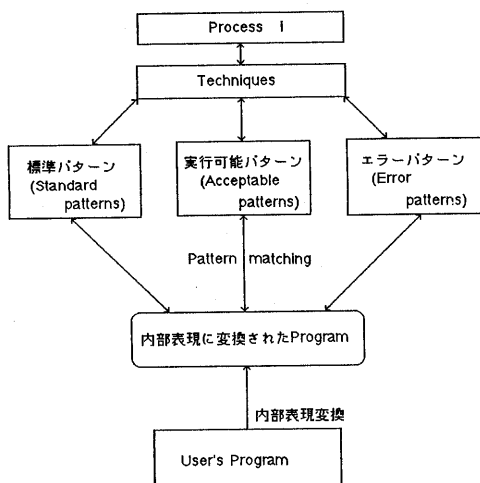 Process i
Techniques
標準パターン
(Standard
patterns)
実行可能パターン
(Acceptable
patterns)
エラーパターン
(Error
patterns)
Pattern matching
内部表現に変換されたProgram
内部表現変換
User's Program